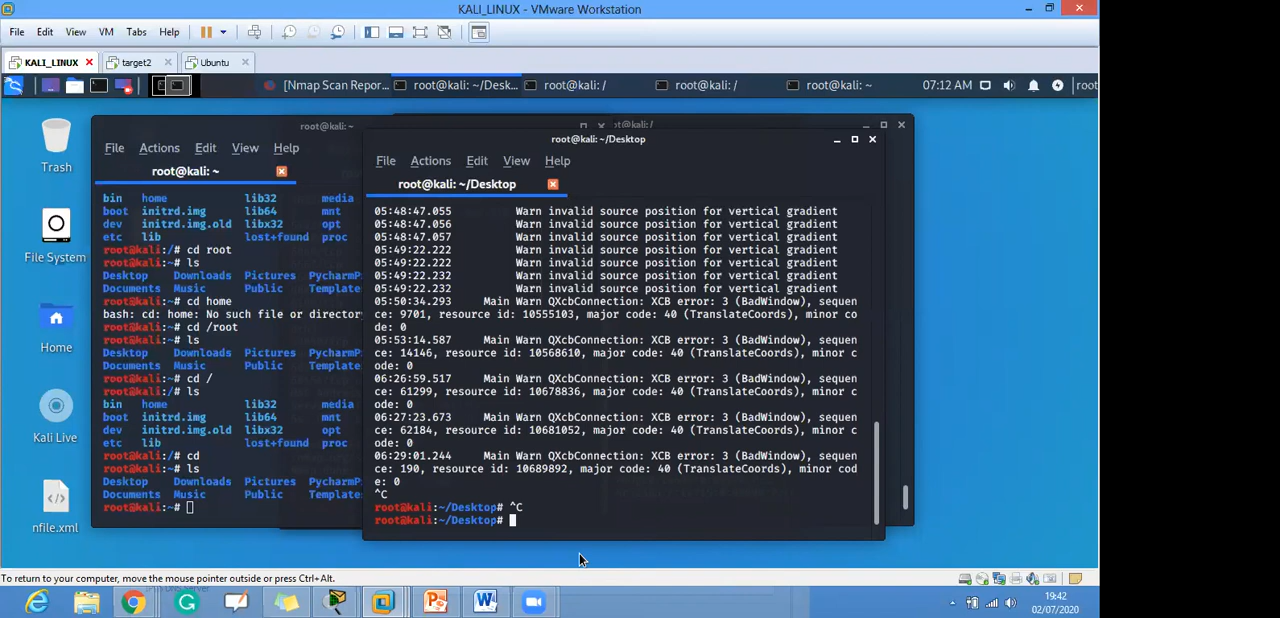 KALI_LINUX - VMware Workstation
File Edit View VM Tabs Help
KALI_LINUX target2 Ubuntu
[Nmap Scan Repor... root@kali: ~/Desk... root@kali: / root@kali: / root@kali: ~ 07:12 AM root
Trash
File System
Home
Kali Live
nfile.xml
root@kali: ~
root@kali: /
File Actions Edit View Help
root@kali: ~
bin home lib32 media
boot initrd.img lib64 mnt
dev initrd.img.old libx32 opt
etc lib lost+found proc
root@kali:/# cd root
root@kali:~# ls
Desktop Downloads Pictures PycharmP
Documents Music Public Template
root@kali:~# cd home
bash: cd: home: No such file or directory
root@kali:~# cd /root
root@kali:~# ls
Desktop Downloads Pictures PycharmP
Documents Music Public Template
root@kali:~# cd /
root@kali:/# ls
bin home lib32 media
boot initrd.img lib64 mnt
dev initrd.img.old libx32 opt
etc lib lost+found proc
root@kali:/# cd
root@kali:~# ls
Desktop Downloads Pictures PycharmP
Documents Music Public Template
root@kali:~#
root@kali: ~/Desktop
File Actions Edit View Help
root@kali: ~/Desktop
05:48:47.055 Warn invalid source position for vertical gradient
05:48:47.056 Warn invalid source position for vertical gradient
05:48:47.057 Warn invalid source position for vertical gradient
05:49:22.222 Warn invalid source position for vertical gradient
05:49:22.222 Warn invalid source position for vertical gradient
05:49:22.232 Warn invalid source position for vertical gradient
05:49:22.232 Warn invalid source position for vertical gradient
05:50:34.293 Main Warn QXcbConnection: XCB error: 3 (BadWindow), sequen
ce: 9701, resource id: 10555103, major code: 40 (TranslateCoords), minor co
de: 0
05:53:14.587 Main Warn QXcbConnection: XCB error: 3 (BadWindow), sequen
ce: 14146, resource id: 10568610, major code: 40 (TranslateCoords), minor c
ode: 0
06:26:59.517 Main Warn QXcbConnection: XCB error: 3 (BadWindow), sequen
ce: 61299, resource id: 10678836, major code: 40 (TranslateCoords), minor c
ode: 0
06:27:23.673 Main Warn QXcbConnection: XCB error: 3 (BadWindow), sequen
ce: 62184, resource id: 10681052, major code: 40 (TranslateCoords), minor c
ode: 0
06:29:01.244 Main Warn QXcbConnection: XCB error: 3 (BadWindow), sequen
ce: 190, resource id: 10689892, major code: 40 (TranslateCoords), minor cod
e: 0
^C
root@kali:~/Desktop# ^C
root@kali:~/Desktop#
To return to your computer, move the mouse pointer outside or press Ctrl+Alt.
19:42
02/07/2020